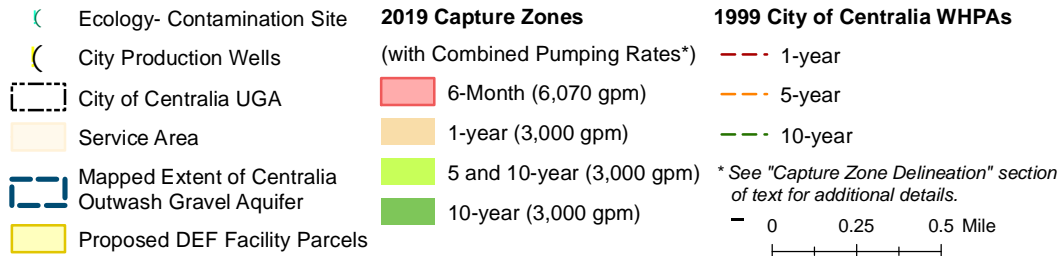 Ecology- Contamination Site
City Production Wells
City of Centralia UGA
Service Area
Mapped Extent of Centralia
Outwash Gravel Aquifer
Proposed DEF Facility Parcels
2019 Capture Zones
(with Combined Pumping Rates*)
6-Month (6,070 gpm)
1-year (3,000 gpm)
5 and 10-year (3,000 gpm)
10-year (3,000 gpm)
1999 City of Centralia WHPAs
1-year
5-year
10-year
* See "Capture Zone Delineation" section
of text for additional details.
0 0.25 0.5 Mile